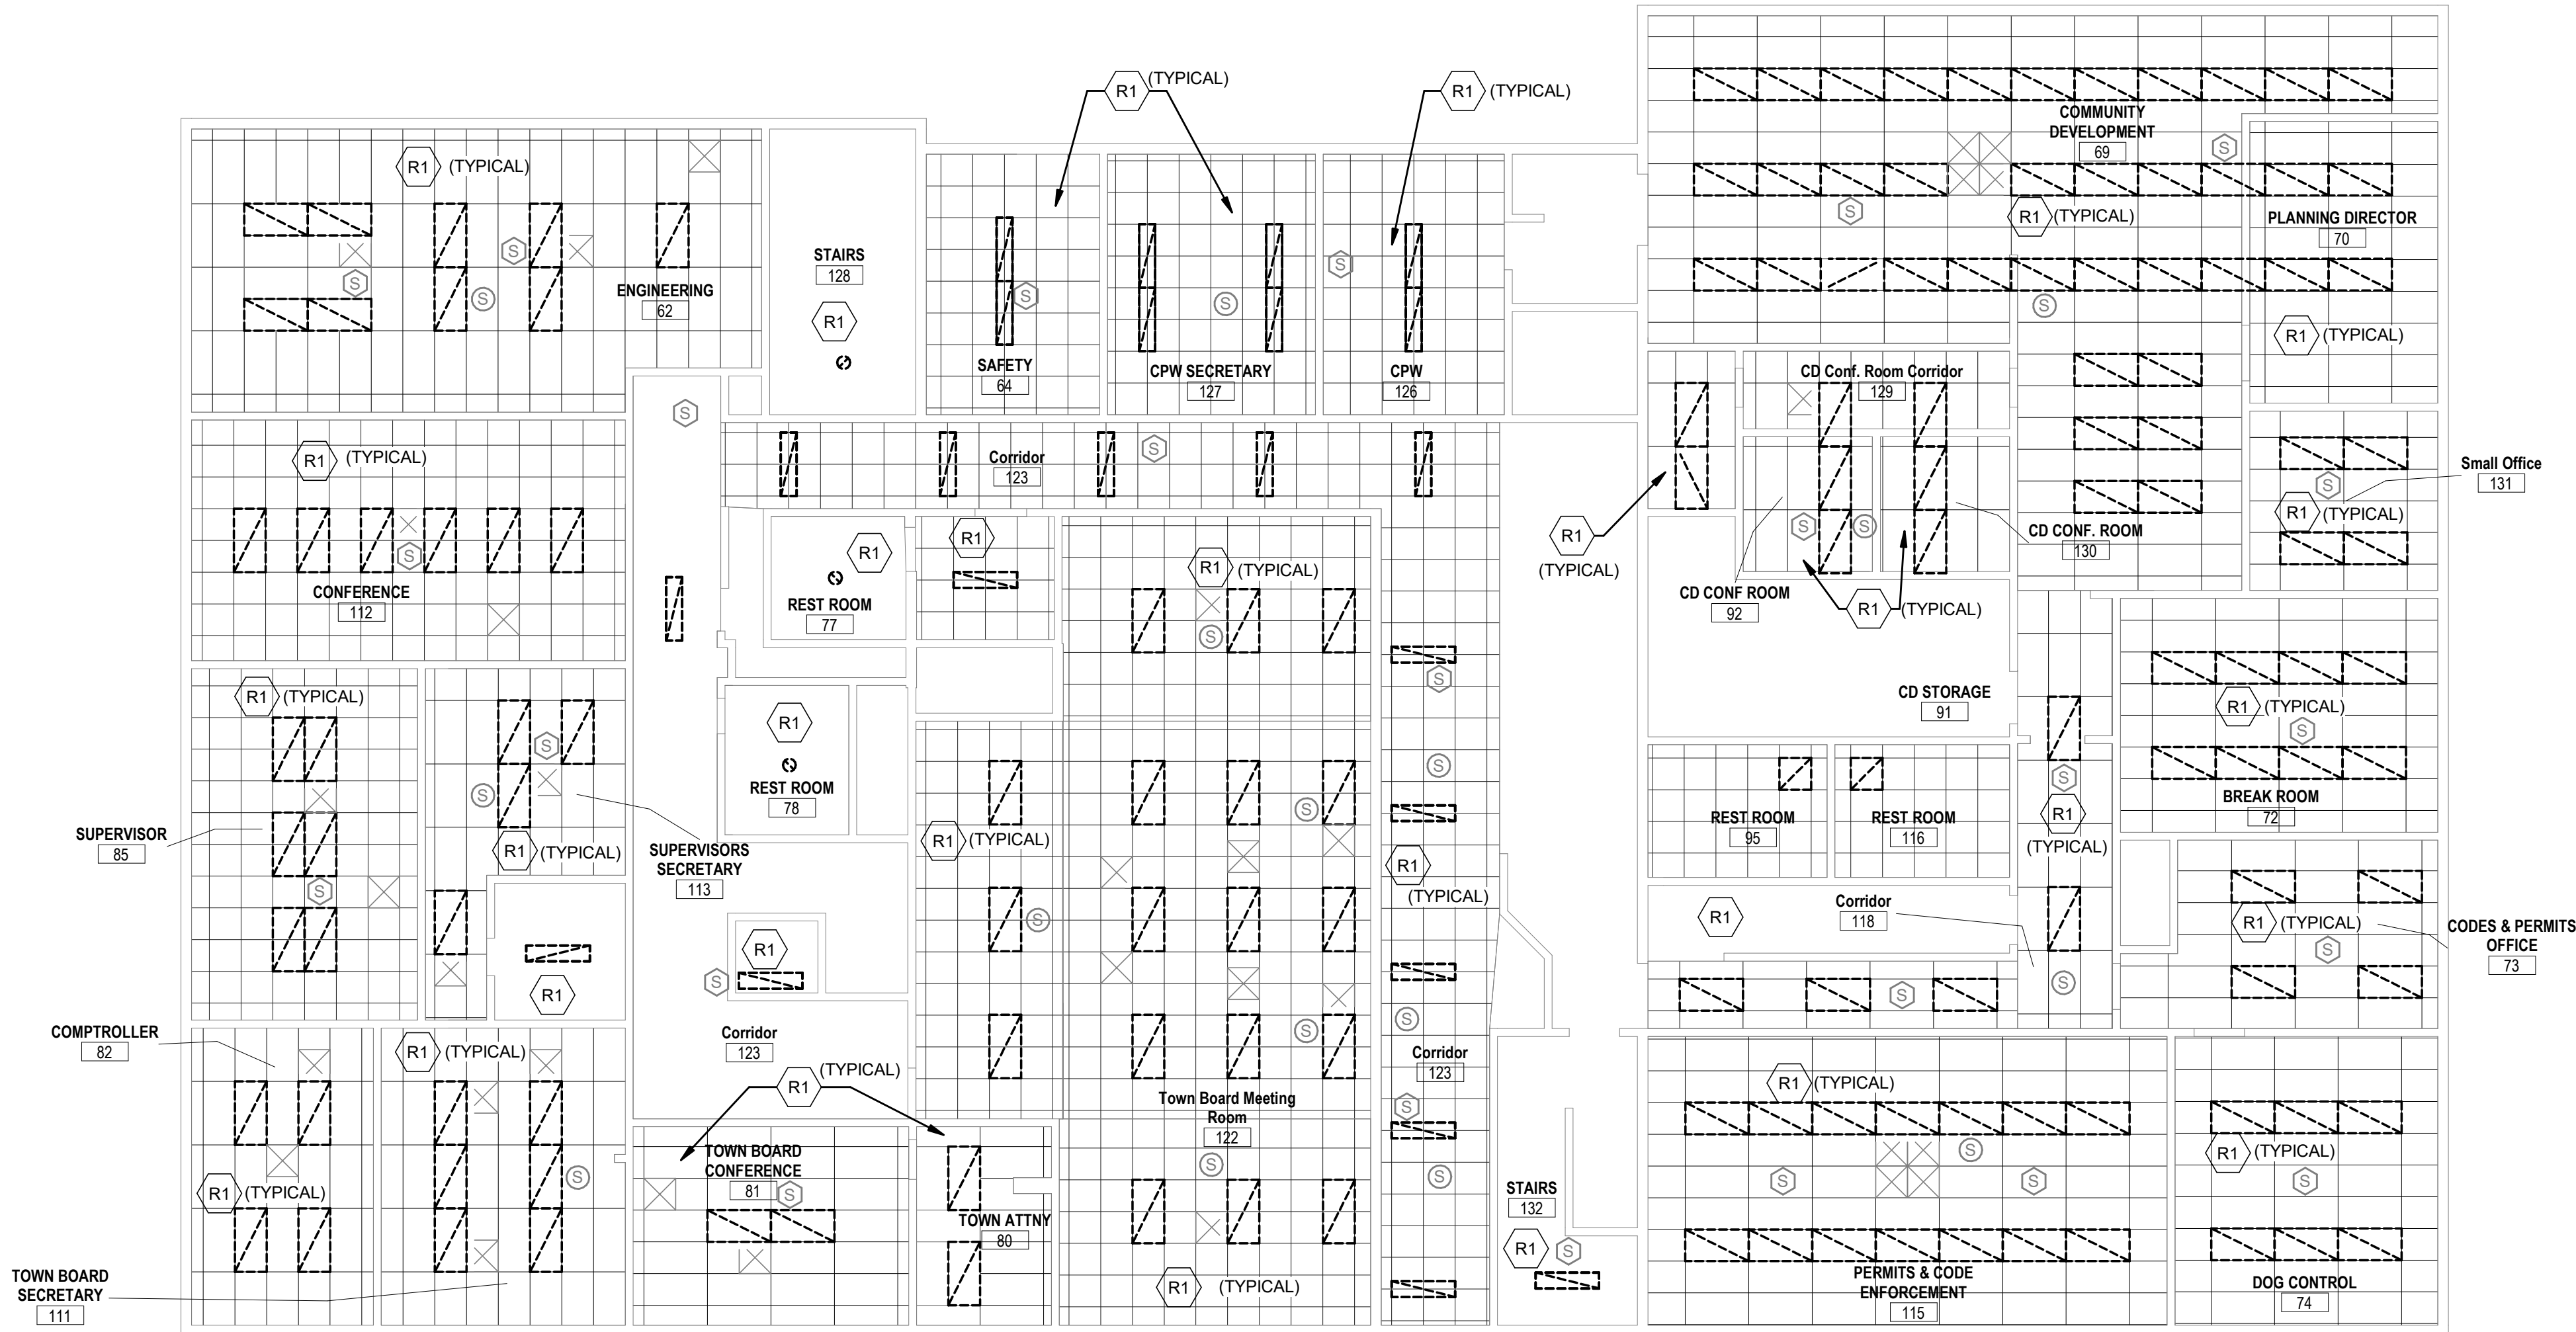 R1 (TYPICAL)
R1 (TYPICAL)
COMMUNITY
DEVELOPMENT
69
S
R1 (TYPICAL)
S
R1 (TYPICAL)
PLANNING DIRECTOR
70
S
S
STAIRS
128
S
S
ENGINEERING
62
S
S
S
S
R1
R1 (TYPICAL)
SAFETY
64
CPW SECRETARY
127
CPW
126
CD Conf. Room Corridor
129
S
R1 (TYPICAL)
Corridor
123
S
Small Office
131
S
R1 (TYPICAL)
S
R1
(TYPICAL)
S
S
CD CONF. ROOM
130
R1
R1
R1 (TYPICAL)
CONFERENCE
112
REST ROOM
77
S
CD CONF ROOM
92
R1 (TYPICAL)
R1 (TYPICAL)
S
CD STORAGE
91
R1 (TYPICAL)
S
R1
S
S
S
REST ROOM
78
S
S
BREAK ROOM
72
SUPERVISOR
85
R1 (TYPICAL)
SUPERVISORS
SECRETARY
113
R1 (TYPICAL)
S
REST ROOM
95
REST ROOM
116
R1
(TYPICAL)
S
R1
(TYPICAL)
S
R1
Corridor
118
R1 (TYPICAL)
CODES & PERMITS
OFFICE
73
S
R1
S
R1
S
S
S
S
COMPTROLLER
82
R1 (TYPICAL)
Corridor
123
Corridor
123
R1 (TYPICAL)
Town Board Meeting
Room
122
S
R1 (TYPICAL)
S
R1 (TYPICAL)
TOWN BOARD
CONFERENCE
81
S
S
S
S
S
S
S
R1 (TYPICAL)
STAIRS
132
TOWN ATTNY
80
R1
S
TOWN BOARD
SECRETARY
111
R1 (TYPICAL)
PERMITS & CODE
ENFORCEMENT
115
DOG CONTROL
74